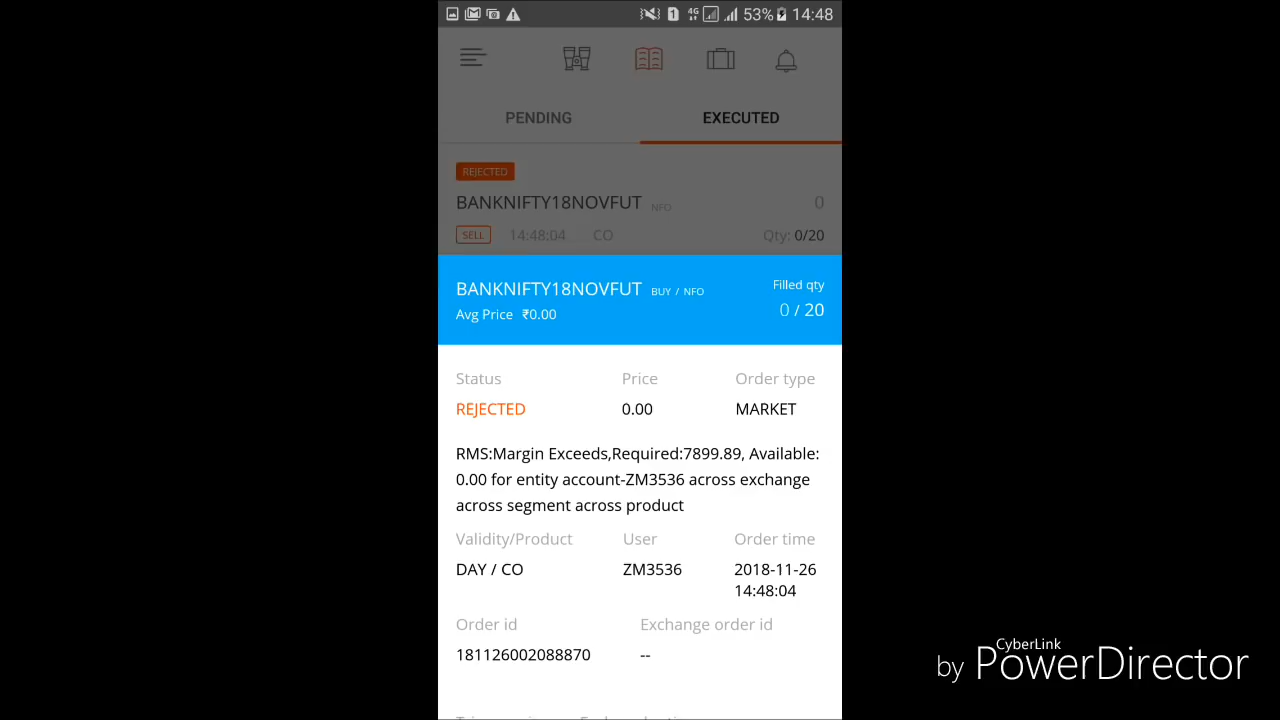 1 4G 53% 14:48
PENDING EXECUTED
REJECTED
BANKNIFTY18NOVFUT NFO 0
SELL 14:48:04 CO Qty: 0/20
BANKNIFTY18NOVFUT BUY / NFO Filled qty
Avg Price ₹0.00 0 / 20
Status Price Order type
REJECTED 0.00 MARKET
RMS:Margin Exceeds,Required:7899.89, Available:
0.00 for entity account-ZM3536 across exchange
across segment across product
Validity/Product User Order time
DAY / CO ZM3536 2018-11-26
14:48:04
Order id Exchange order id
181126002088870 --
CyberLink
by PowerDirector